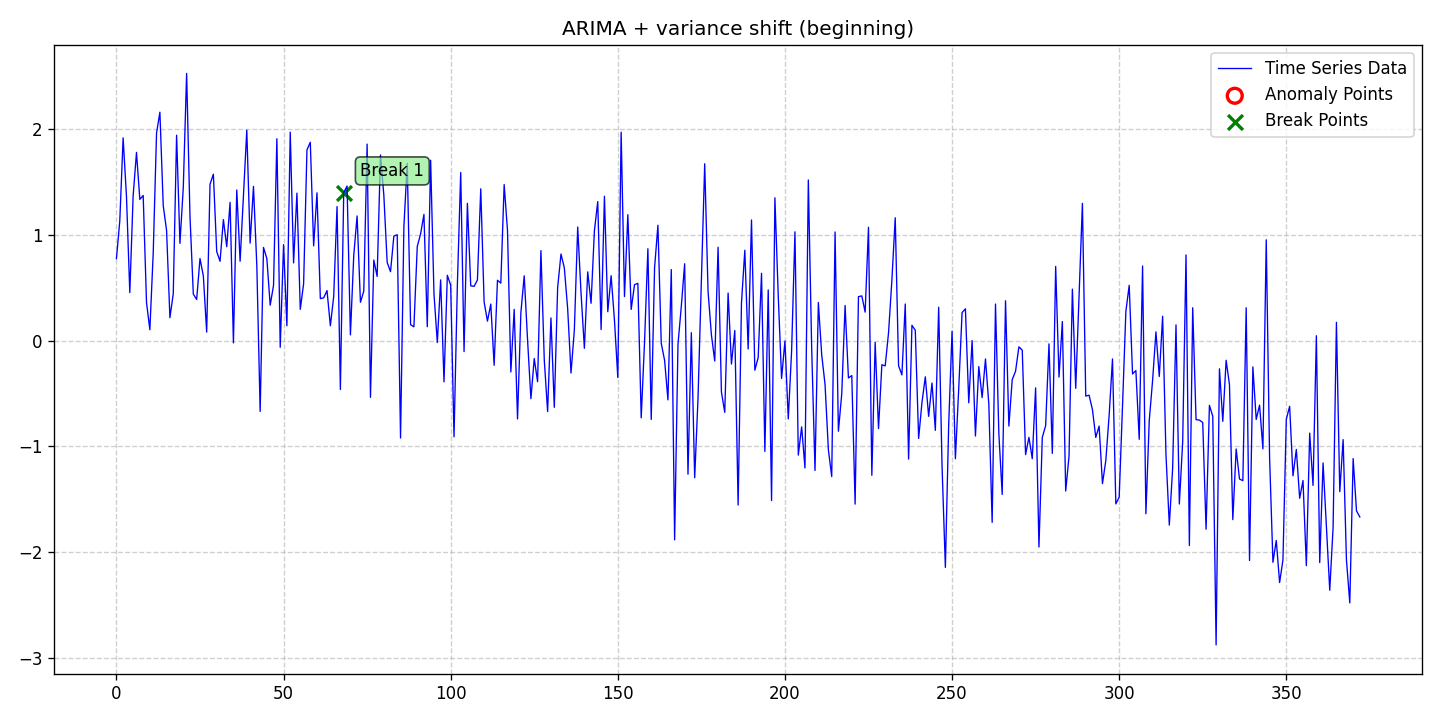 ARIMA + variance shift (beginning)
Time Series Data
Anomaly Points
Break Points
Break 1
2
1
0
−1
−2
−3
0 50 100 150 200 250 300 350